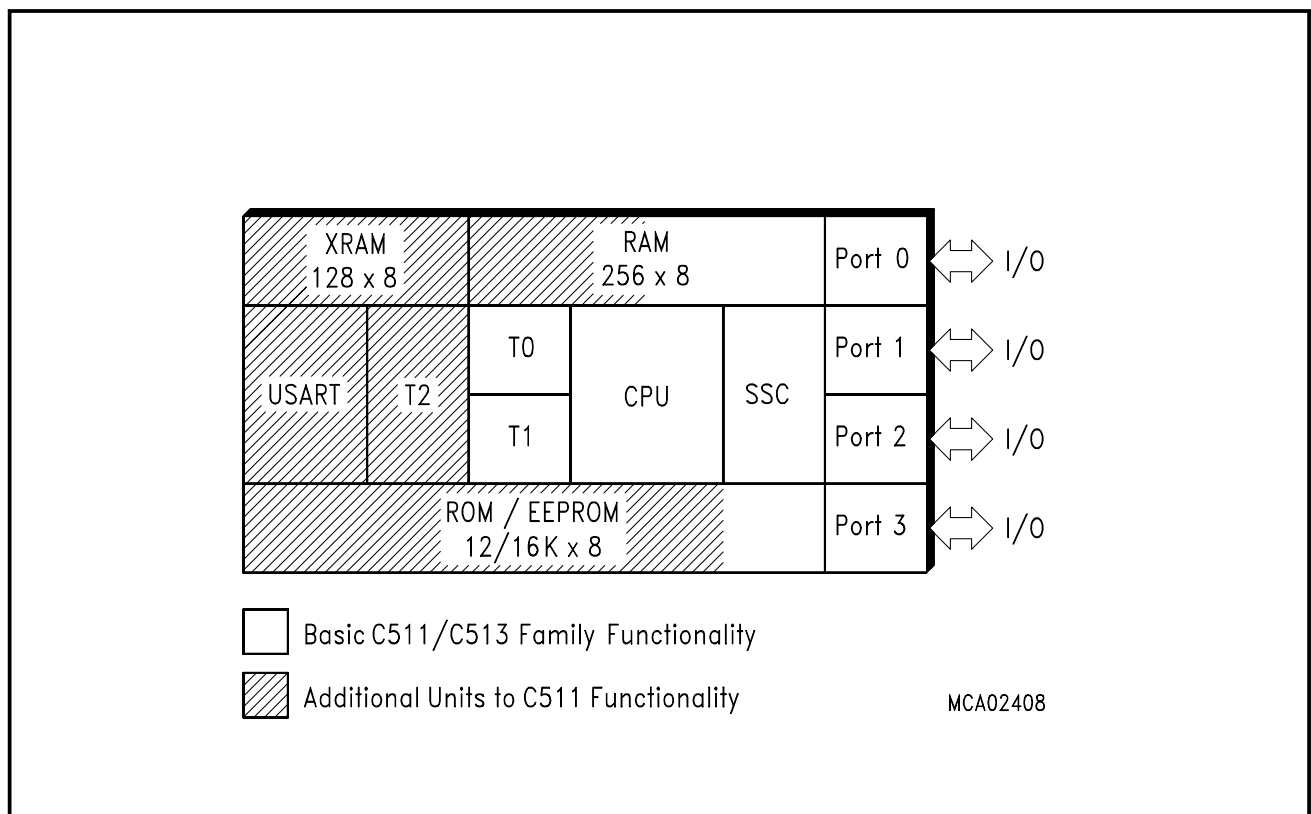 XRAM
128 x 8
RAM
256 x 8
Port 0
I/O
USART
T2
T0
T1
CPU
SSC
Port 1
I/O
Port 2
I/O
ROM / EEPROM
12/16K x 8
Port 3
I/O
Basic C511/C513 Family Functionality
Additional Units to C511 Functionality
MCA02408